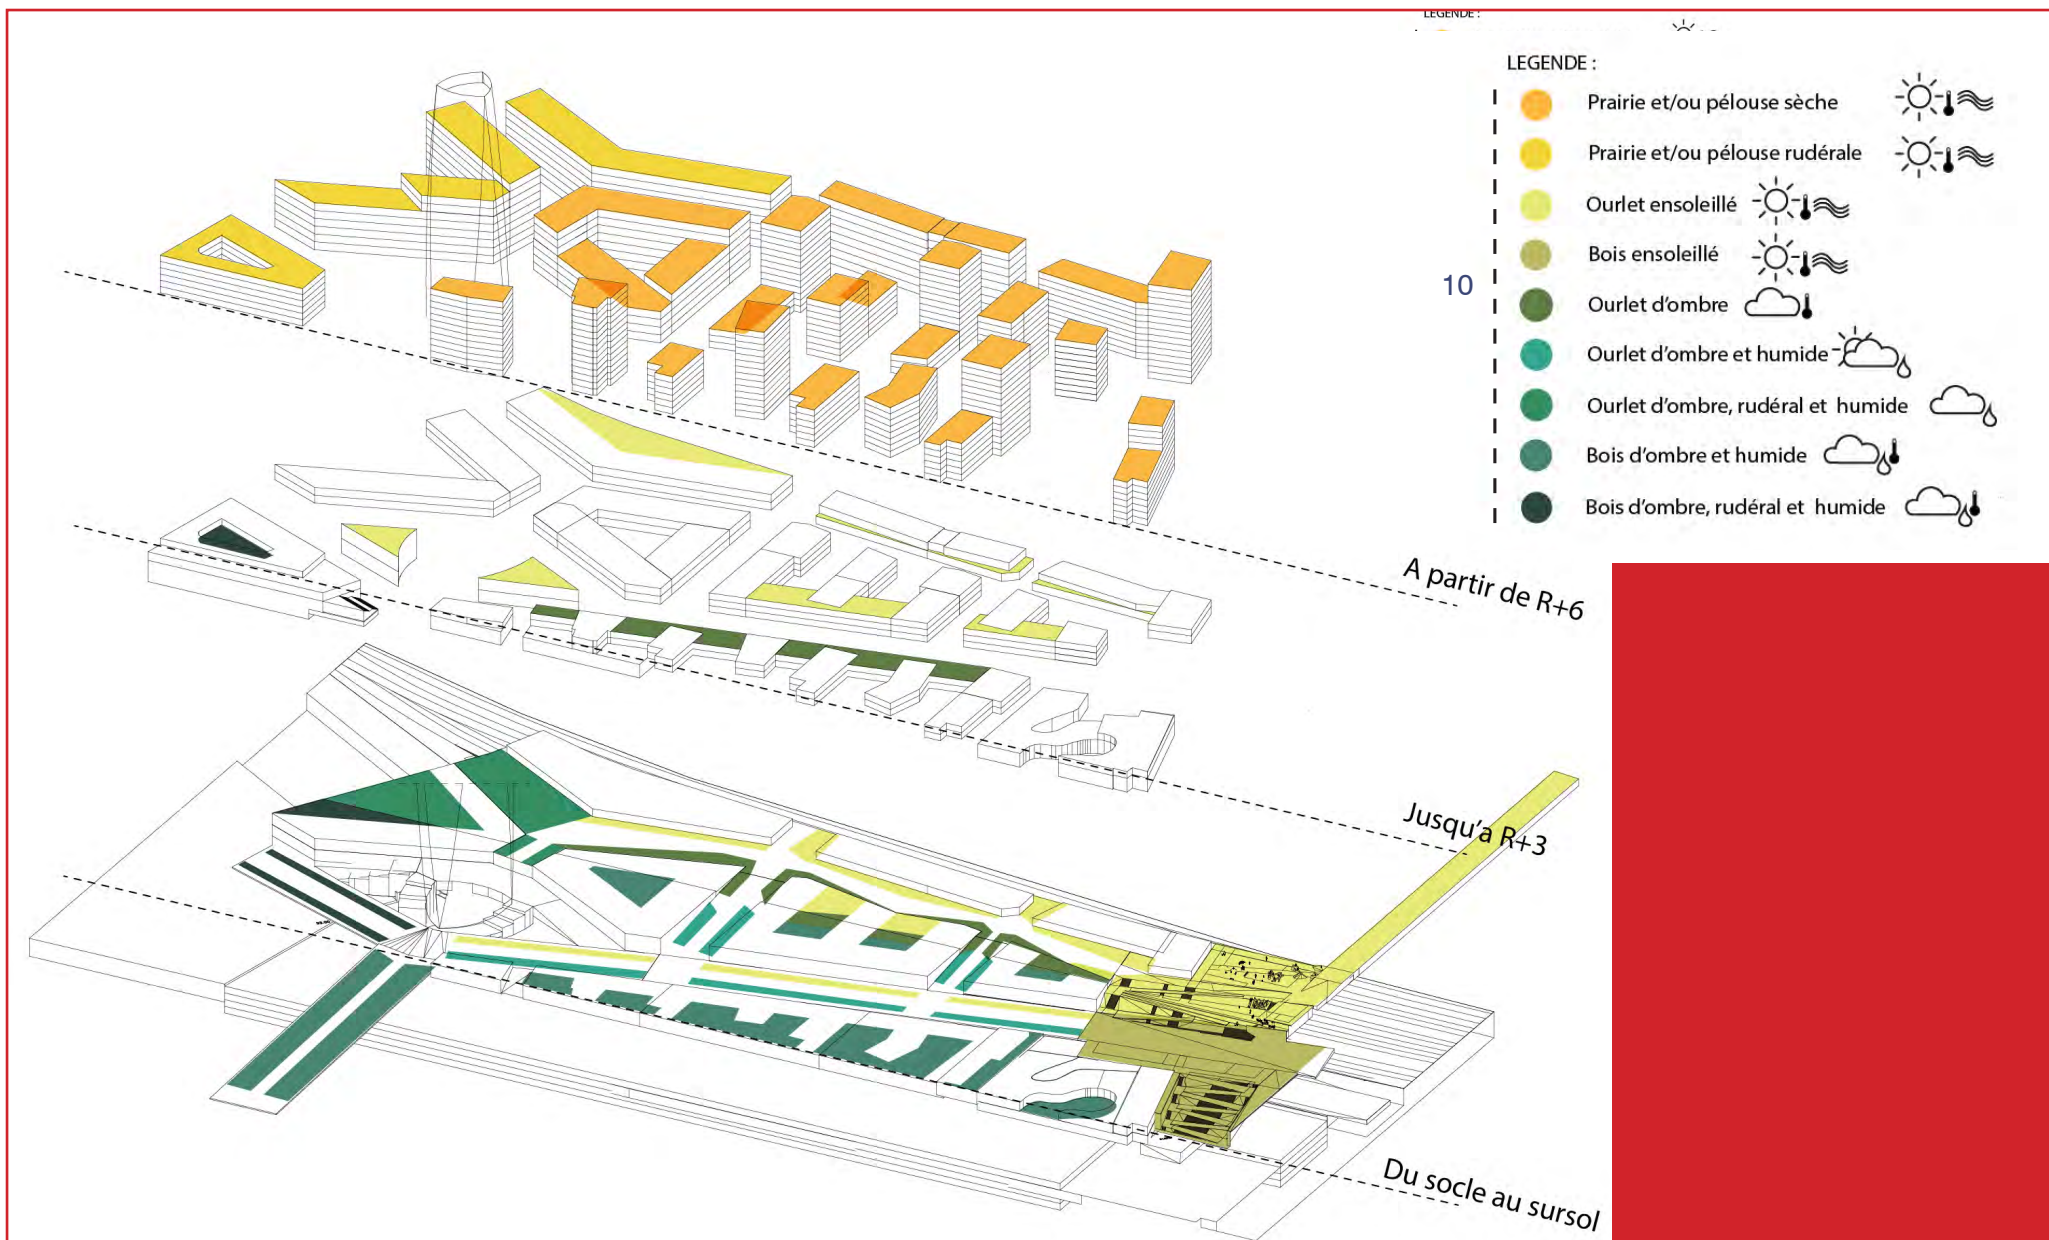 LEGENDE :
LEGENDE :
Prairie et/ou pélouse sèche
Prairie et/ou pélouse rudérale
Ourlet ensoleillé
Bois ensoleillé
10
Ourlet d'ombre
Ourlet d'ombre et humide
Ourlet d'ombre, rudéral et humide
Bois d'ombre et humide
Bois d'ombre, rudéral et humide
A partir de R+6
Jusqu'a R+3
Du socle au sursol